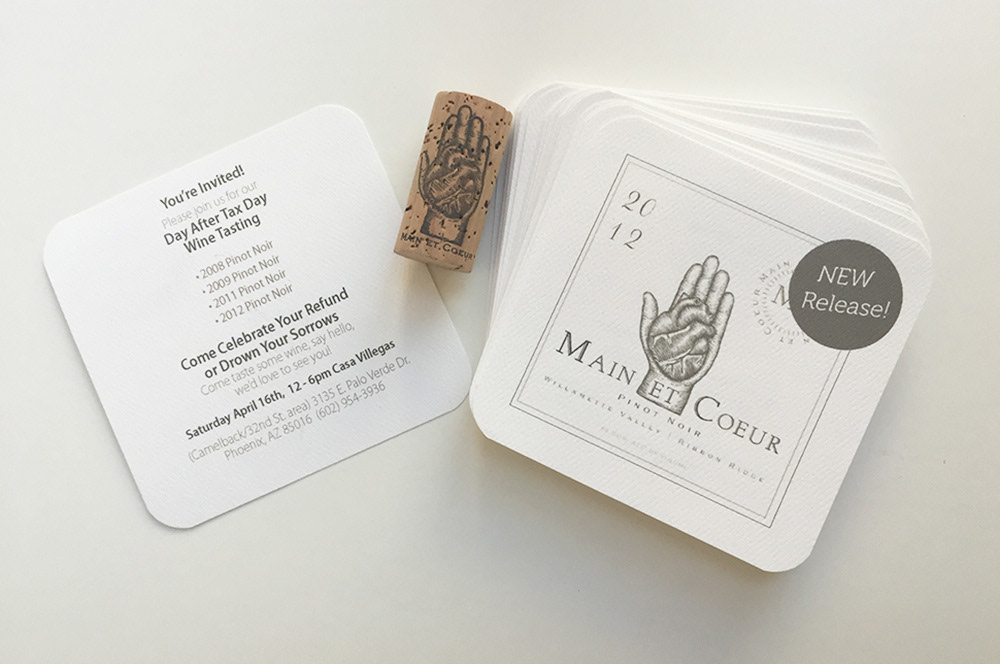 You're Invited!
Please join us for our
Day After Tax Day
Wine Tasting
• 2008 Pinot Noir
• 2009 Pinot Noir
• 2011 Pinot Noir
• 2012 Pinot Noir
Come Celebrate Your Refund
or Drown Your Sorrows
Come taste some wine, say hello,
we'd love to see you!
Saturday April 16th, 12 - 6pm Casa Villegas
(Camelback/32nd St. area) 3135 E. Palo Verde Dr.
Phoenix, AZ 85016 (602) 954-3936
MAIN ET COEUR
20
12
MAIN
ET COEUR
M
NEW
Release!
MAIN ET COEUR
PINOT NOIR
WILLAMETTE VALLEY | RIBBON RIDGE